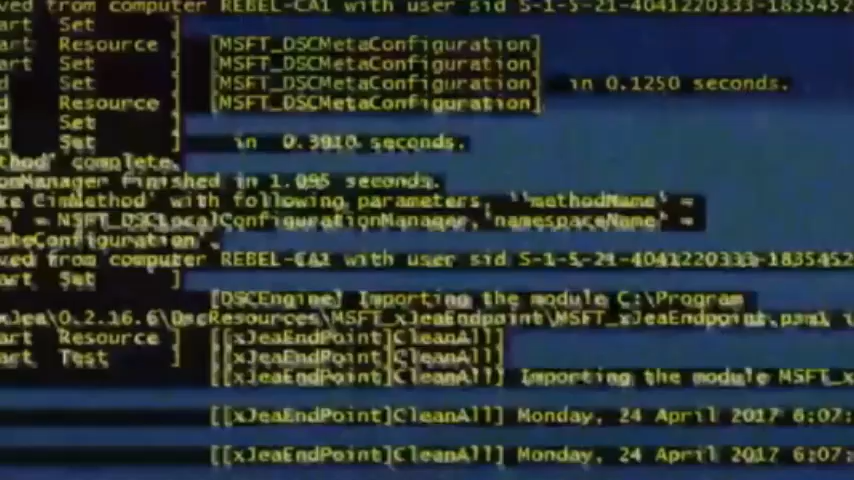 ved from computer REBEL-CA1 with user sid S-1-5-21-4041220333-1835452
art Set ]
art Resource ] [MSFT_DSCMetaConfiguration]
art Set ] [MSFT_DSCMetaConfiguration]
d Set ] [MSFT_DSCMetaConfiguration] in 0.1250 seconds.
d Resource ] [MSFT_DSCMetaConfiguration]
d Set ]
d Set ] in 0.3910 seconds.
thod' complete.
onManager finished in 1.095 seconds.
ke CimMethod' with following parameters, ''methodName' =
e' = MSFT_DSCLocalConfigurationManager,'namespaceName' =
ateConfiguration'.
ved from computer REBEL-CA1 with user sid S-1-5-21-4041220333-1835452
art Set ]
[DSCEngine] Importing the module C:\Program
xJea\0.2.16.6\DscResources\MSFT_xJeaEndpoint\MSFT_xJeaEndpoint.psm1 i
art Resource ] [[xJeaEndPoint]CleanAll]
art Test ] [[xJeaEndPoint]CleanAll]
[[xJeaEndPoint]CleanAll] Importing the module MSFT_x
[[xJeaEndPoint]CleanAll] Monday, 24 April 2017 6:07:
[[xJeaEndPoint]CleanAll] Monday, 24 April 2017 6:07: